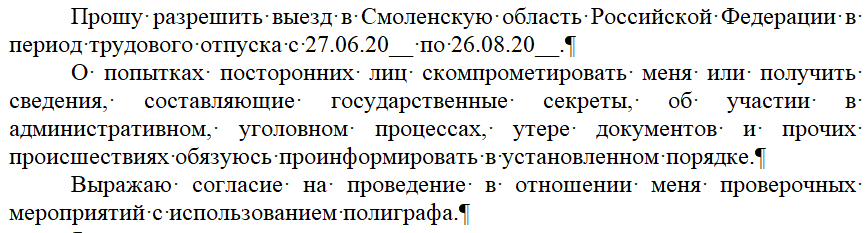 Прошу разрешить выезд в Смоленскую область Российской Федерации в
период трудового отпуска с 27.06.20__ по 26.08.20__.¶
О попытках посторонних лиц скомпрометировать меня или получить
сведения, составляющие государственные секреты, об участии в
административном, уголовном процессах, утере документов и прочих
происшествиях обязуюсь проинформировать в установленном порядке.¶
Выражаю согласие на проведение в отношении меня проверочных
мероприятий с использованием полиграфа.¶